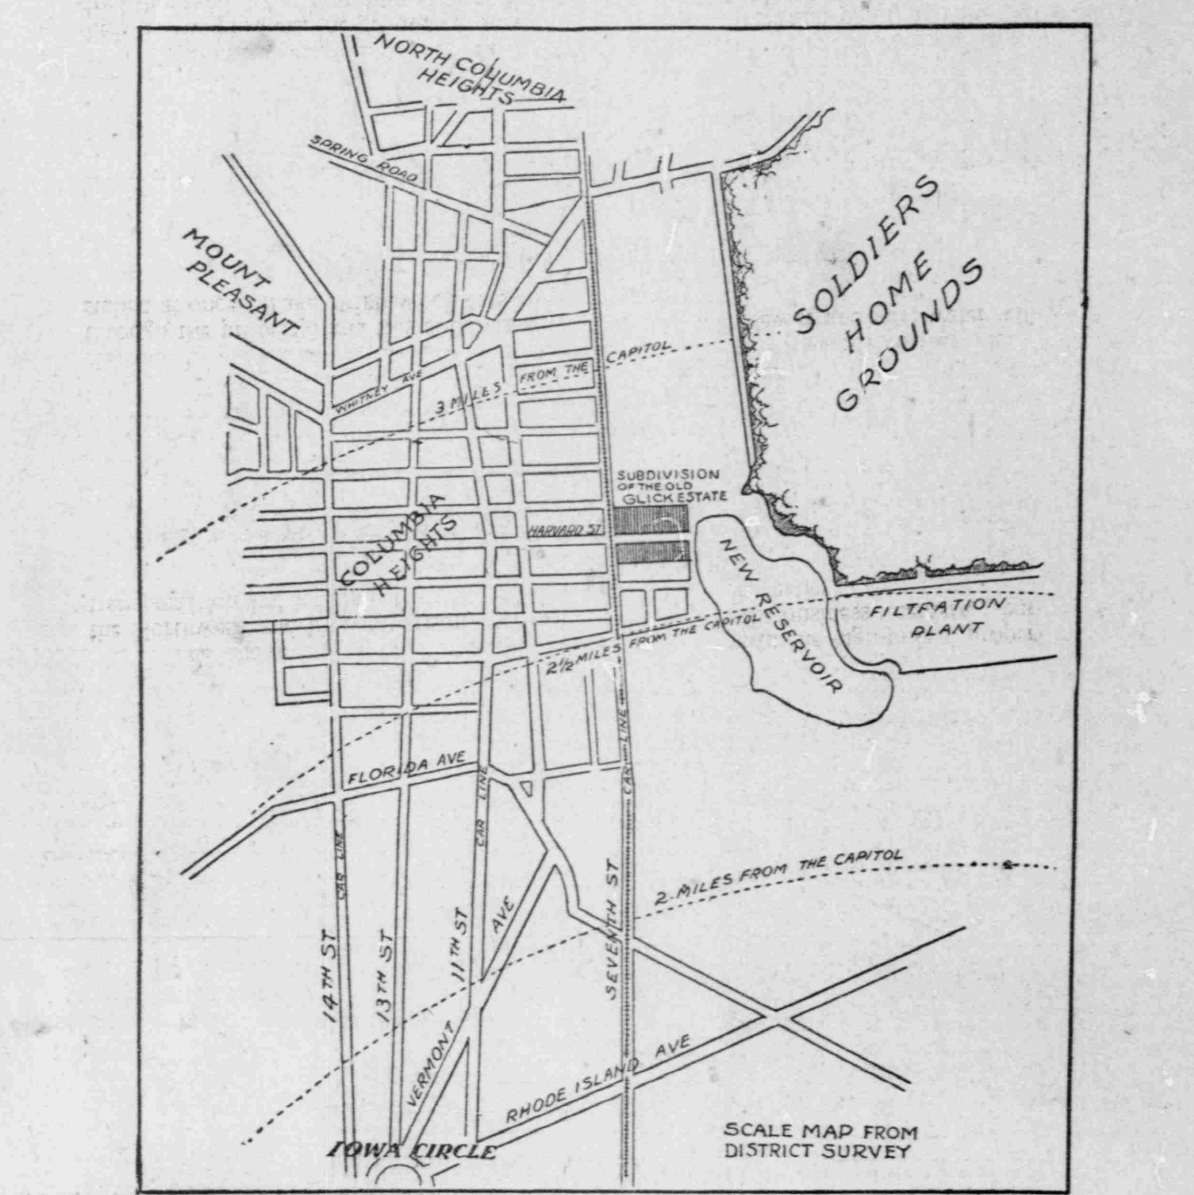 NORTH COLUMBIA
HEIGHTS
SPRING ROAD
MOUNT
PLEASANT
SOLDIERS
HOME
GROUNDS
WHITNEY AVE
3 MILES FROM THE CAPITOL
SUBDIVISION
OF THE OLD
GLICK ESTATE
HARVARD ST
COLUMBIA
HEIGHTS
NEW RESERVOIR
FILTRATION
PLANT
2½ MILES FROM THE CAPITOL
FLORIDA AVE
CAR LINE
CAR LINE
CAR LINE
2 MILES FROM THE CAPITOL
14TH ST
13TH ST
11TH ST
VERMONT AVE
SEVENTH ST
RHODE ISLAND AVE
IOWA CIRCLE
SCALE MAP FROM
DISTRICT SURVEY